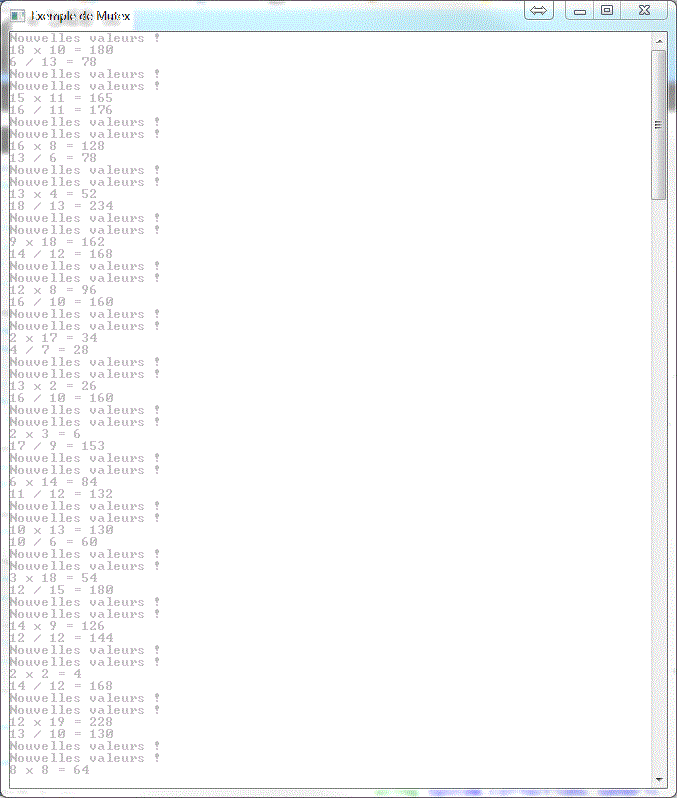 Exemple de Mutex
Nouvelles valeurs !
18 x 10 = 180
6 / 13 = 78
Nouvelles valeurs !
Nouvelles valeurs !
15 x 11 = 165
16 / 11 = 176
Nouvelles valeurs !
Nouvelles valeurs !
16 x 8 = 128
13 / 6 = 78
Nouvelles valeurs !
Nouvelles valeurs !
13 x 4 = 52
18 / 13 = 234
Nouvelles valeurs !
Nouvelles valeurs !
9 x 18 = 162
14 / 12 = 168
Nouvelles valeurs !
Nouvelles valeurs !
12 x 8 = 96
16 / 10 = 160
Nouvelles valeurs !
Nouvelles valeurs !
2 x 17 = 34
4 / 7 = 28
Nouvelles valeurs !
Nouvelles valeurs !
13 x 2 = 26
16 / 10 = 160
Nouvelles valeurs !
Nouvelles valeurs !
2 x 3 = 6
17 / 9 = 153
Nouvelles valeurs !
Nouvelles valeurs !
6 x 14 = 84
11 / 12 = 132
Nouvelles valeurs !
Nouvelles valeurs !
10 x 13 = 130
10 / 6 = 60
Nouvelles valeurs !
Nouvelles valeurs !
3 x 18 = 54
12 / 15 = 180
Nouvelles valeurs !
Nouvelles valeurs !
14 x 9 = 126
12 / 12 = 144
Nouvelles valeurs !
Nouvelles valeurs !
2 x 2 = 4
14 / 12 = 168
Nouvelles valeurs !
Nouvelles valeurs !
12 x 19 = 228
13 / 10 = 130
Nouvelles valeurs !
Nouvelles valeurs !
8 x 8 = 64